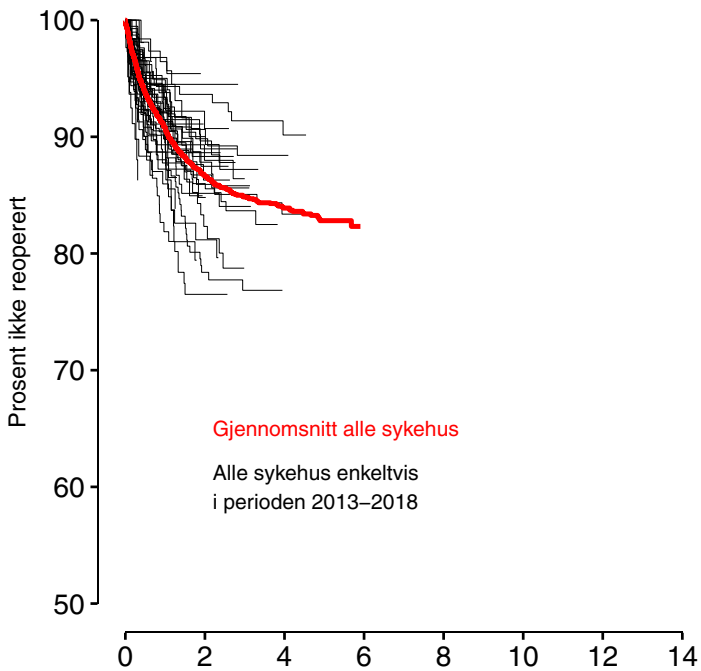 100
90
80
70
60
50
Prosent ikke reoperert
Gjennomsnitt alle sykehus
Alle sykehus enkeltvis
i perioden 2013–2018
0 2 4 6 8 10 12 14